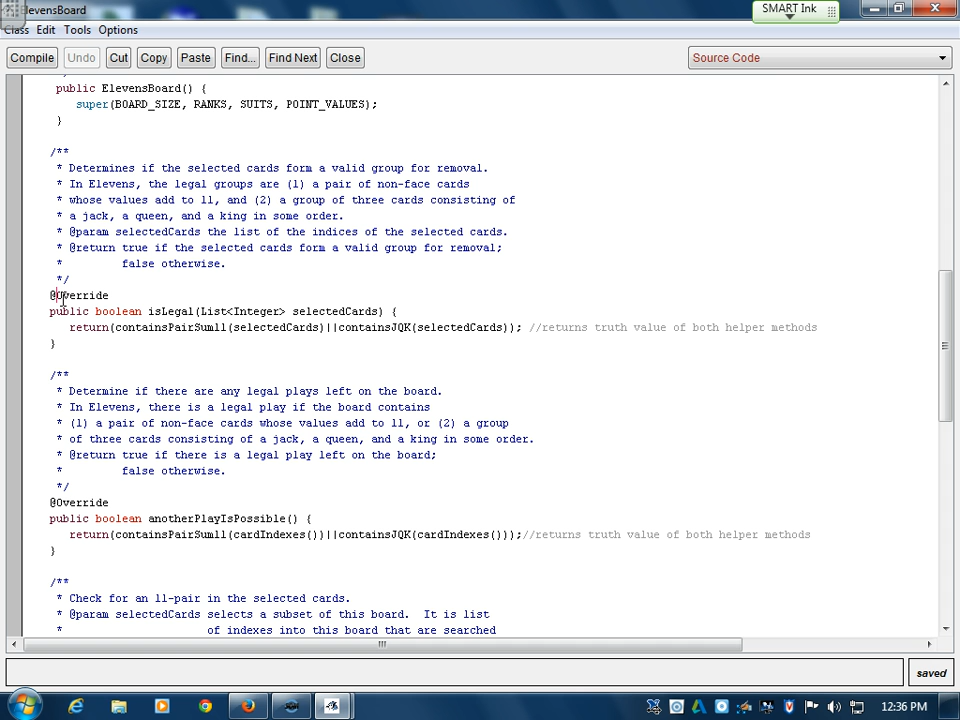 ElevensBoard
SMART Ink
Class Edit Tools Options
Compile Undo Cut Copy Paste Find... Find Next Close Source Code
public ElevensBoard() {
super(BOARD_SIZE, RANKS, SUITS, POINT_VALUES);
}
/**
* Determines if the selected cards form a valid group for removal.
* In Elevens, the legal groups are (1) a pair of non-face cards
* whose values add to 11, and (2) a group of three cards consisting of
* a jack, a queen, and a king in some order.
* @param selectedCards the list of the indices of the selected cards.
* @return true if the selected cards form a valid group for removal;
* false otherwise.
*/
@Override
public boolean isLegal(List<Integer> selectedCards) {
return(containsPairSum11(selectedCards)||containsJQK(selectedCards)); //returns truth value of both helper methods
}
/**
* Determine if there are any legal plays left on the board.
* In Elevens, there is a legal play if the board contains
* (1) a pair of non-face cards whose values add to 11, or (2) a group
* of three cards consisting of a jack, a queen, and a king in some order.
* @return true if there is a legal play left on the board;
* false otherwise.
*/
@Override
public boolean anotherPlayIsPossible() {
return(containsPairSum11(cardIndexes())||containsJQK(cardIndexes()));//returns truth value of both helper methods
}
/**
* Check for an 11-pair in the selected cards.
* @param selectedCards selects a subset of this board. It is list
* of indexes into this board that are searched
saved
12:36 PM